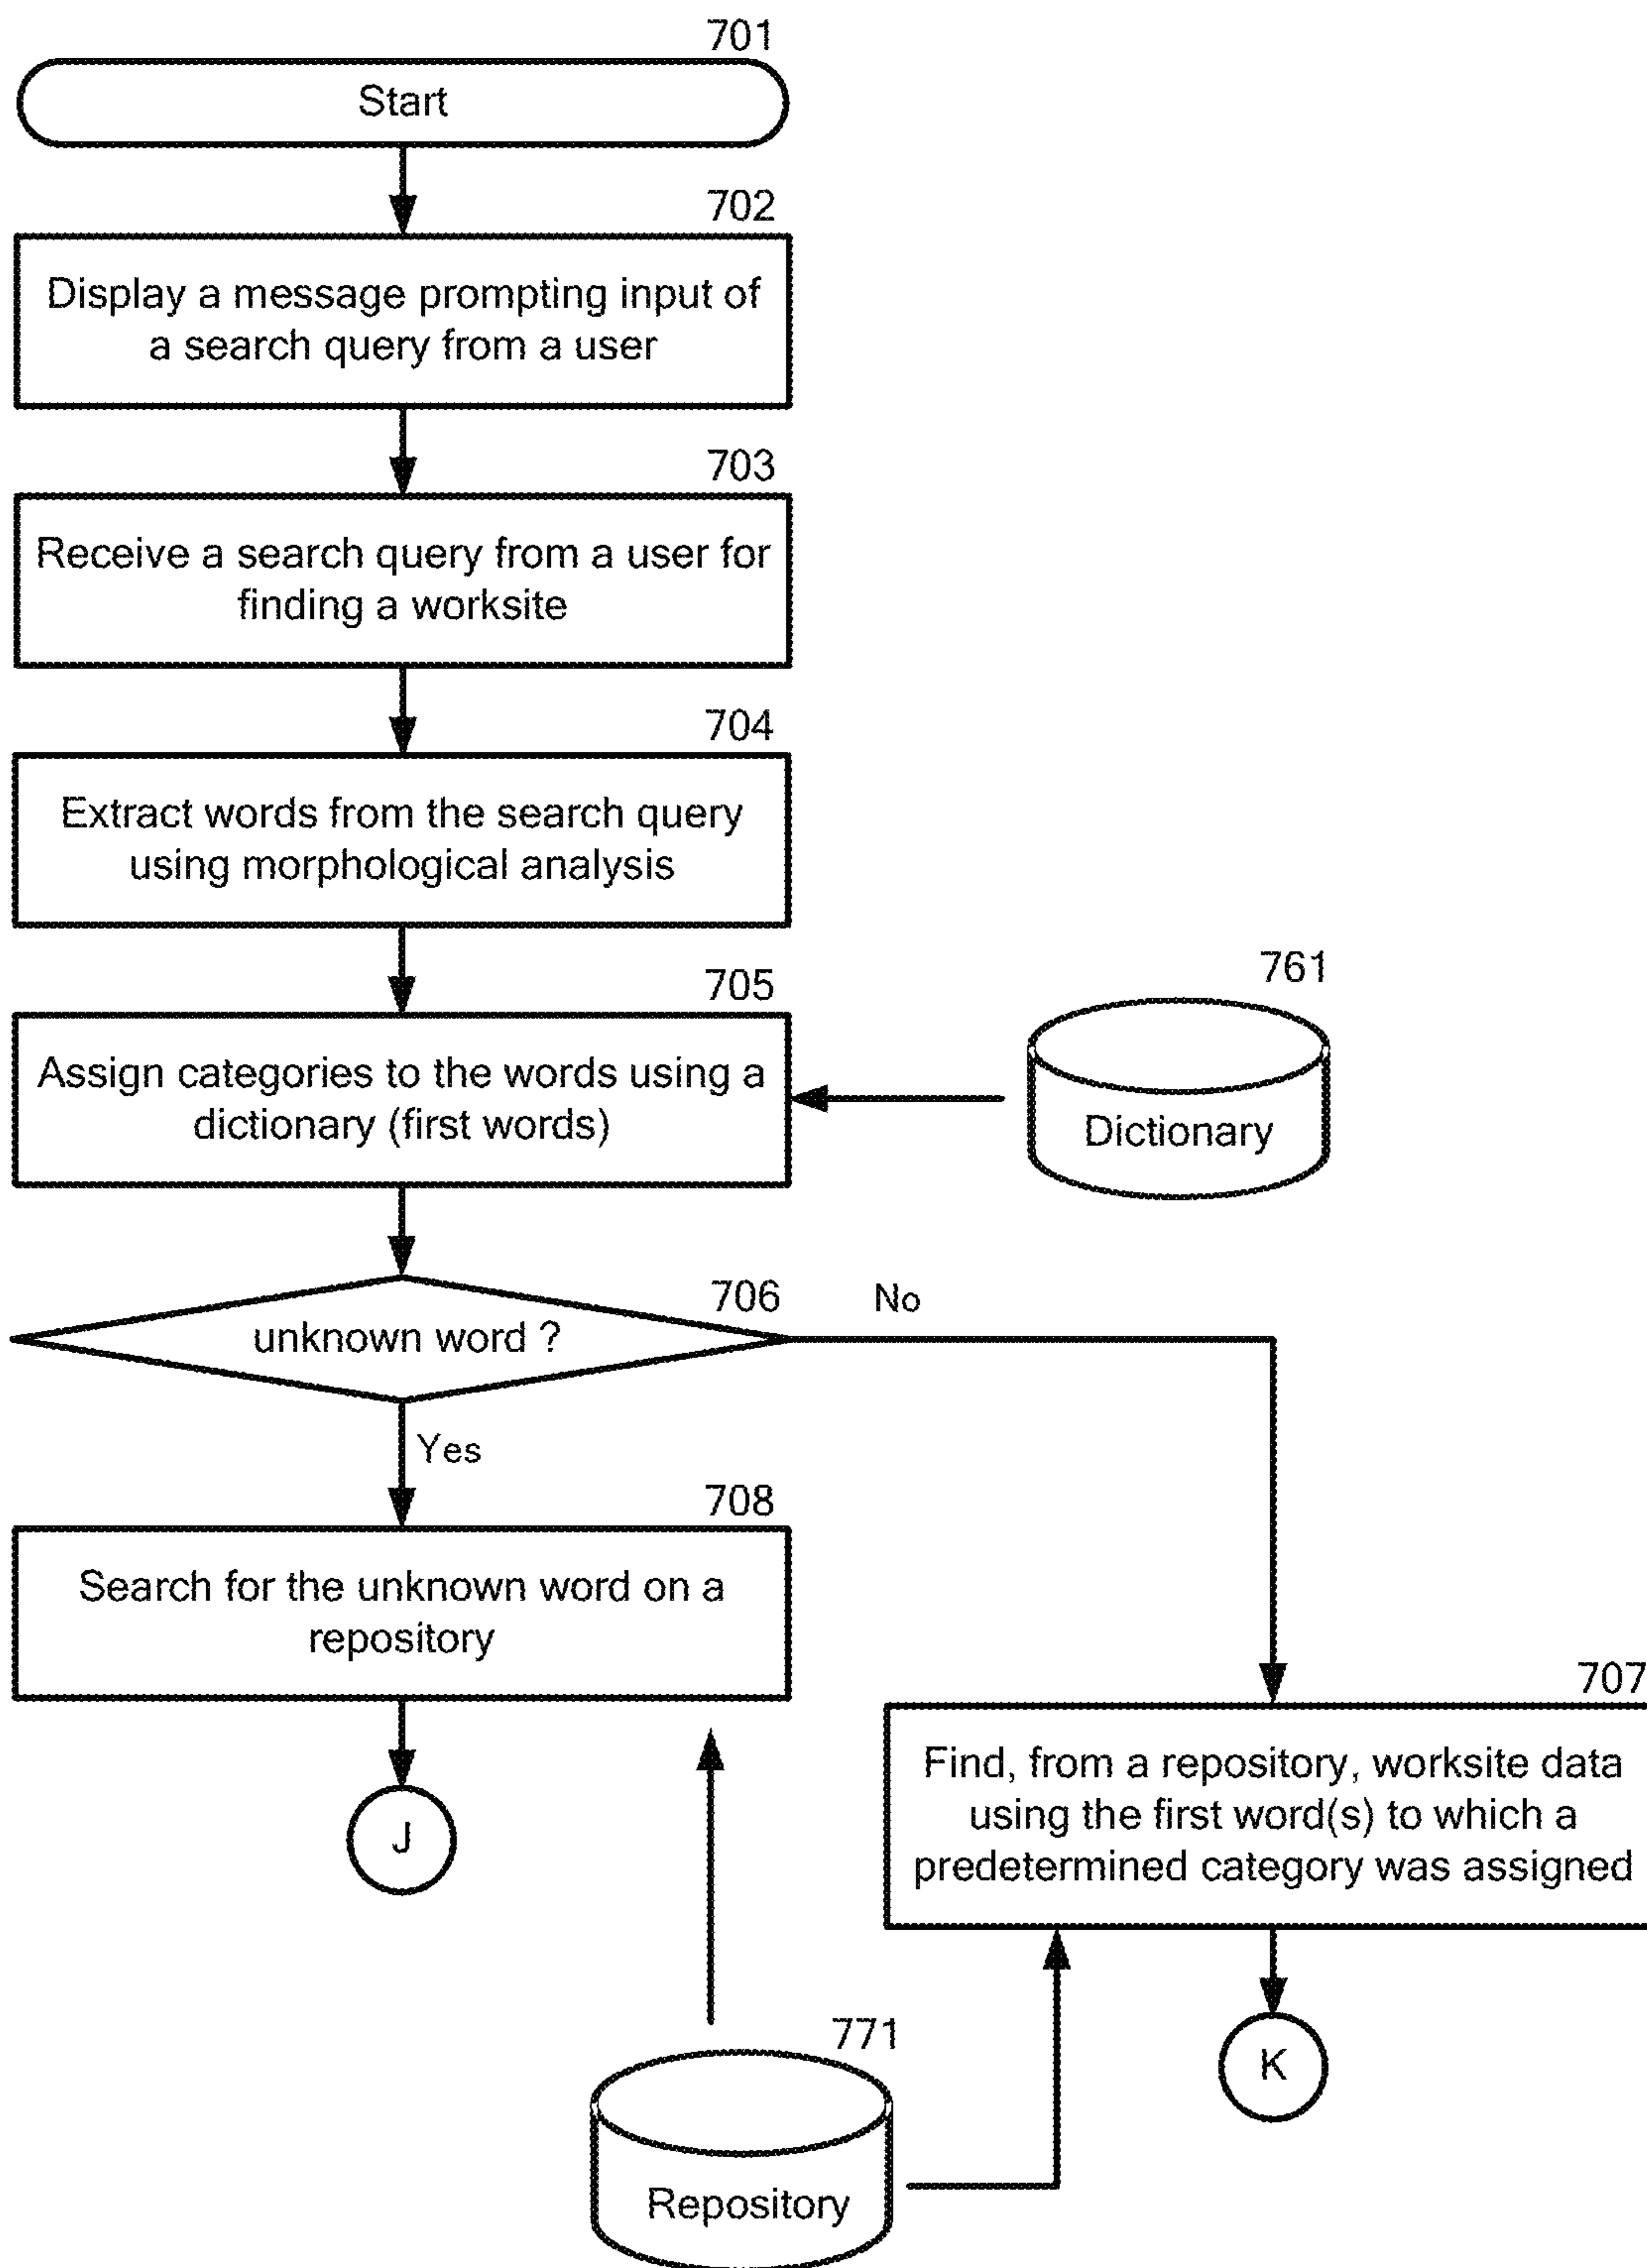 701
Start
702
Display a message prompting input of
a search query from a user
703
Receive a search query from a user for
finding a worksite
704
Extract words from the search query
using morphological analysis
705
Assign categories to the words using a
dictionary (first words)
761
Dictionary
706
unknown word ?
No
Yes
708
Search for the unknown word on a
repository
J
707
Find, from a repository, worksite data
using the first word(s) to which a
predetermined category was assigned
K
771
Repository